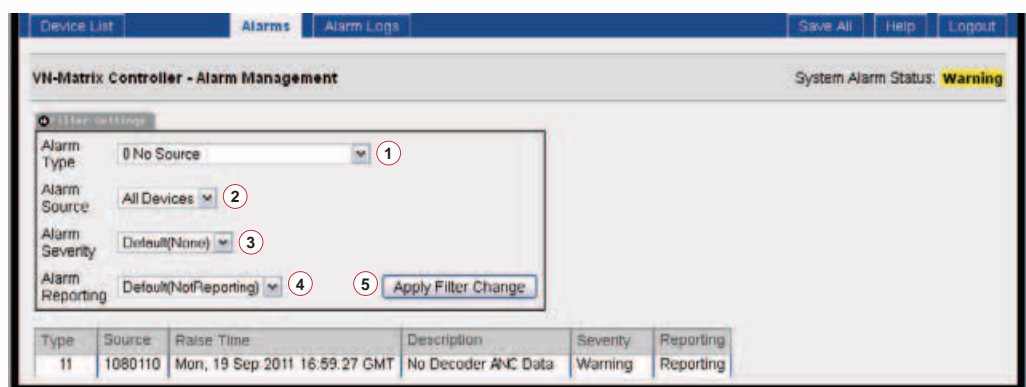 Device List Alarms Alarm Logs Save All Help Logout
VN-Matrix Controller - Alarm Management System Alarm Status: Warning
Filter Settings
Alarm Type 0 No Source 1
Alarm Source All Devices 2
Alarm Severity Default(None) 3
Alarm Reporting Default(NotReporting) 4 5 Apply Filter Change
Type Source Raise Time Description Severity Reporting
11 1080110 Mon, 19 Sep 2011 16:59:27 GMT No Decoder ANC Data Warning Reporting